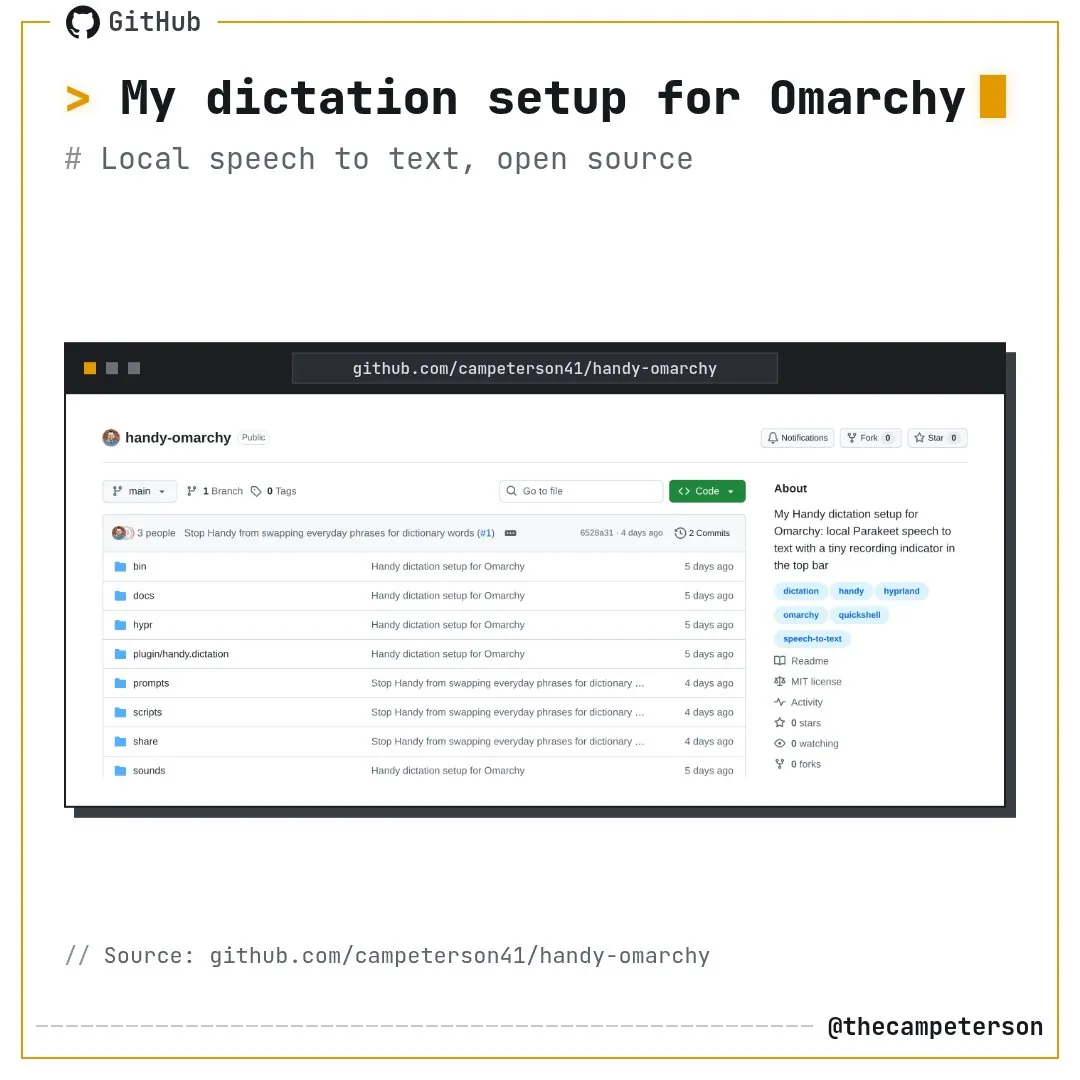 GitHub
> My dictation setup for Omarchy
# Local speech to text, open source
github.com/campeterson41/handy-omarchy
handy-omarchy Public
Notifications Fork 0 Star 0
main 1 Branch 0 Tags Go to file Code
3 people Stop Handy from swapping everyday phrases for dictionary words (#1) 6528a31 · 4 days ago 2 Commits
bin Handy dictation setup for Omarchy 5 days ago
docs Handy dictation setup for Omarchy 5 days ago
hypr Handy dictation setup for Omarchy 5 days ago
plugin/handy.dictation Handy dictation setup for Omarchy 5 days ago
prompts Stop Handy from swapping everyday phrases for dictionary ... 4 days ago
scripts Stop Handy from swapping everyday phrases for dictionary ... 4 days ago
share Stop Handy from swapping everyday phrases for dictionary ... 4 days ago
sounds Handy dictation setup for Omarchy 5 days ago
About
My Handy dictation setup for
Omarchy: local Parakeet speech to
text with a tiny recording indicator in
the top bar
dictation handy hyprland
omarchy quickshell
speech-to-text
Readme
MIT license
Activity
0 stars
0 watching
0 forks
// Source: github.com/campeterson41/handy-omarchy
@thecampeterson